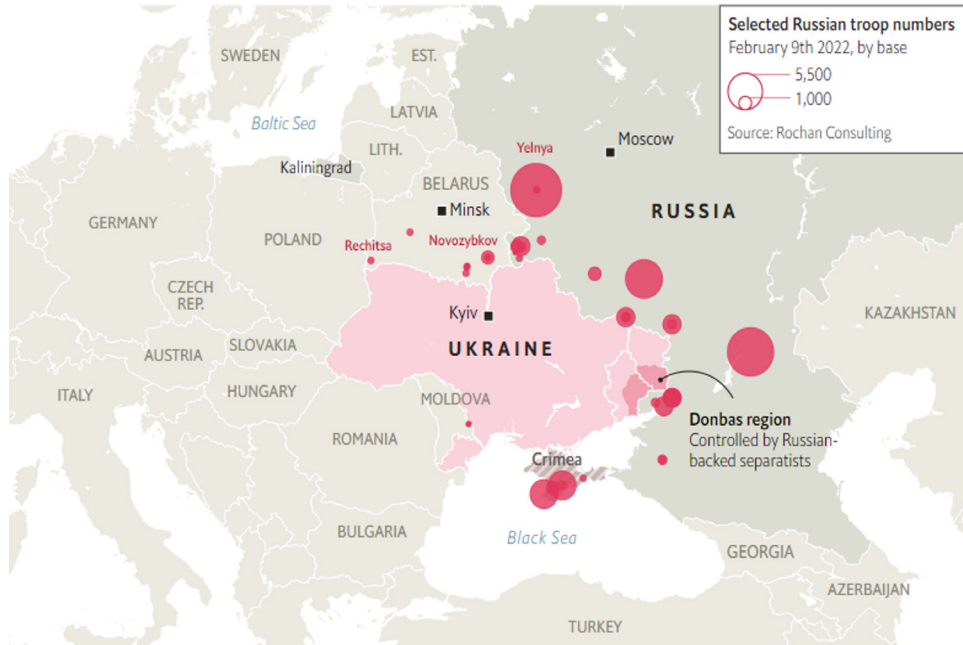 Selected Russian troop numbers
February 9th 2022, by base
5,500
1,000
Source: Rochan Consulting
SWEDEN
EST.
Baltic Sea
LATVIA
LITH.
Moscow
Yelnya
Kaliningrad
BELARUS
Minsk
RUSSIA
GERMANY
POLAND
Rechitsa
Novozybkov
CZECH
REP.
Kyiv
KAZAKHSTAN
UKRAINE
SLOVAKIA
AUSTRIA
HUNGARY
ITALY
MOLDOVA
Donbas region
Controlled by Russian-
backed separatists
ROMANIA
Crimea
BULGARIA
Black Sea
GEORGIA
AZERBAIJAN
TURKEY